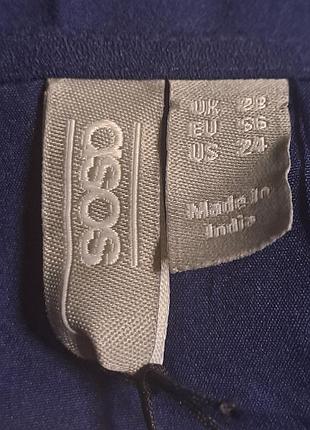 asos
UK 28
EU 56
US 24
Made in
India